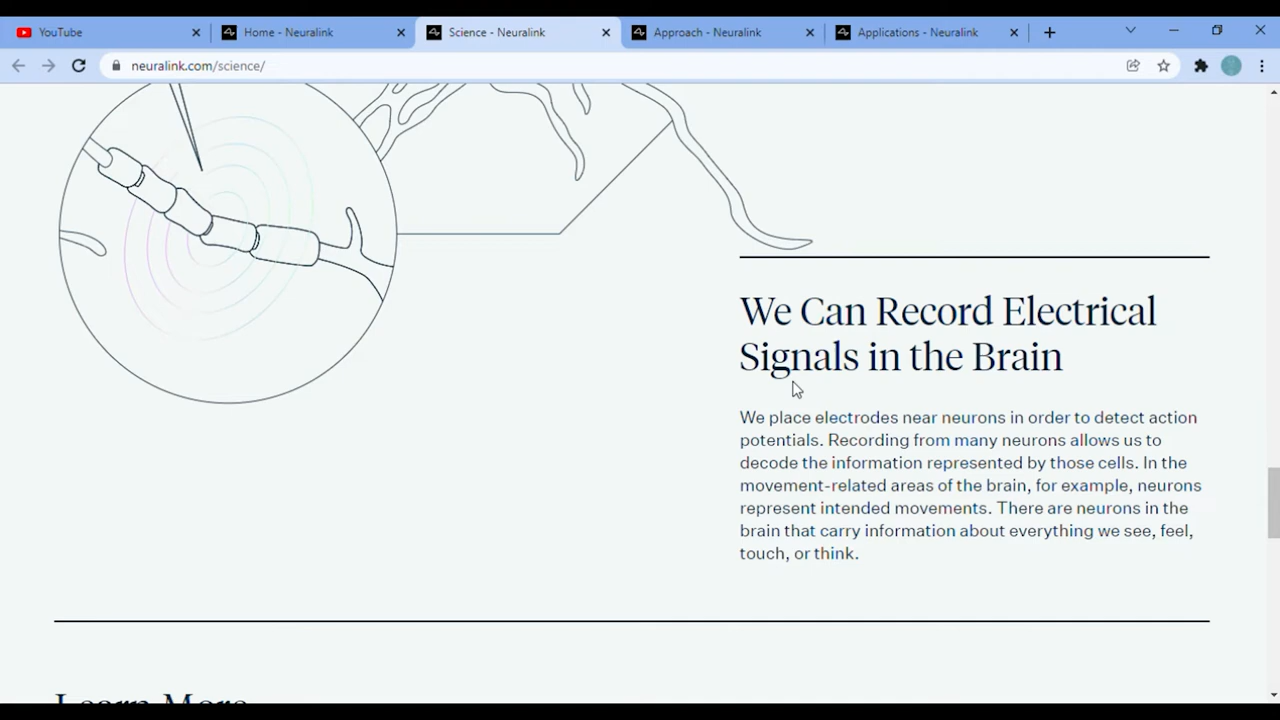 YouTube
Home - Neuralink
Science - Neuralink
Approach - Neuralink
Applications - Neuralink
neuralink.com/science/
We Can Record Electrical
Signals in the Brain
We place electrodes near neurons in order to detect action
potentials. Recording from many neurons allows us to
decode the information represented by those cells. In the
movement-related areas of the brain, for example, neurons
represent intended movements. There are neurons in the
brain that carry information about everything we see, feel,
touch, or think.
Learn More